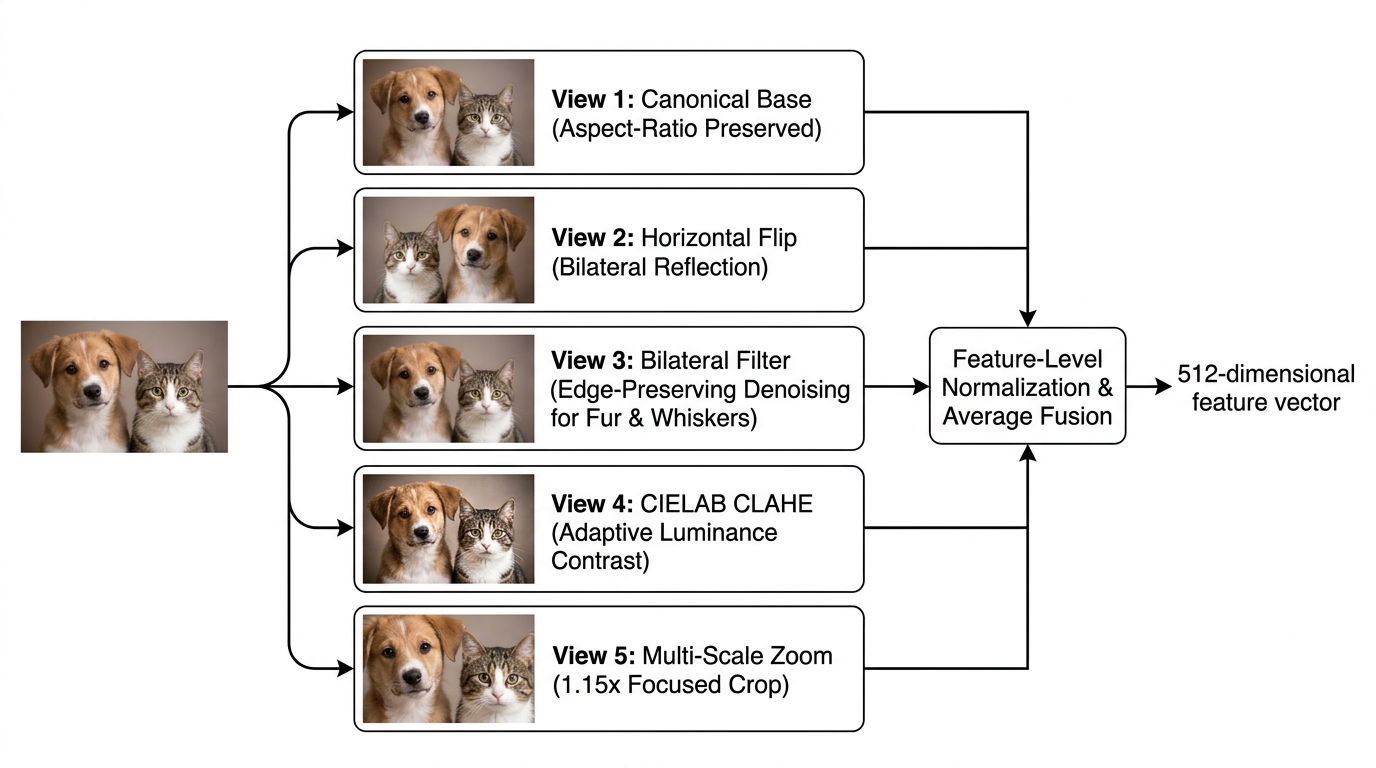 View 1: Canonical Base
(Aspect-Ratio Preserved)
View 2: Horizontal Flip
(Bilateral Reflection)
View 3: Bilateral Filter
(Edge-Preserving Denoising
for Fur & Whiskers)
View 4: CIELAB CLAHE
(Adaptive Luminance
Contrast)
View 5: Multi-Scale Zoom
(1.15x Focused Crop)
Feature-Level
Normalization &
Average Fusion
512-dimensional
feature vector